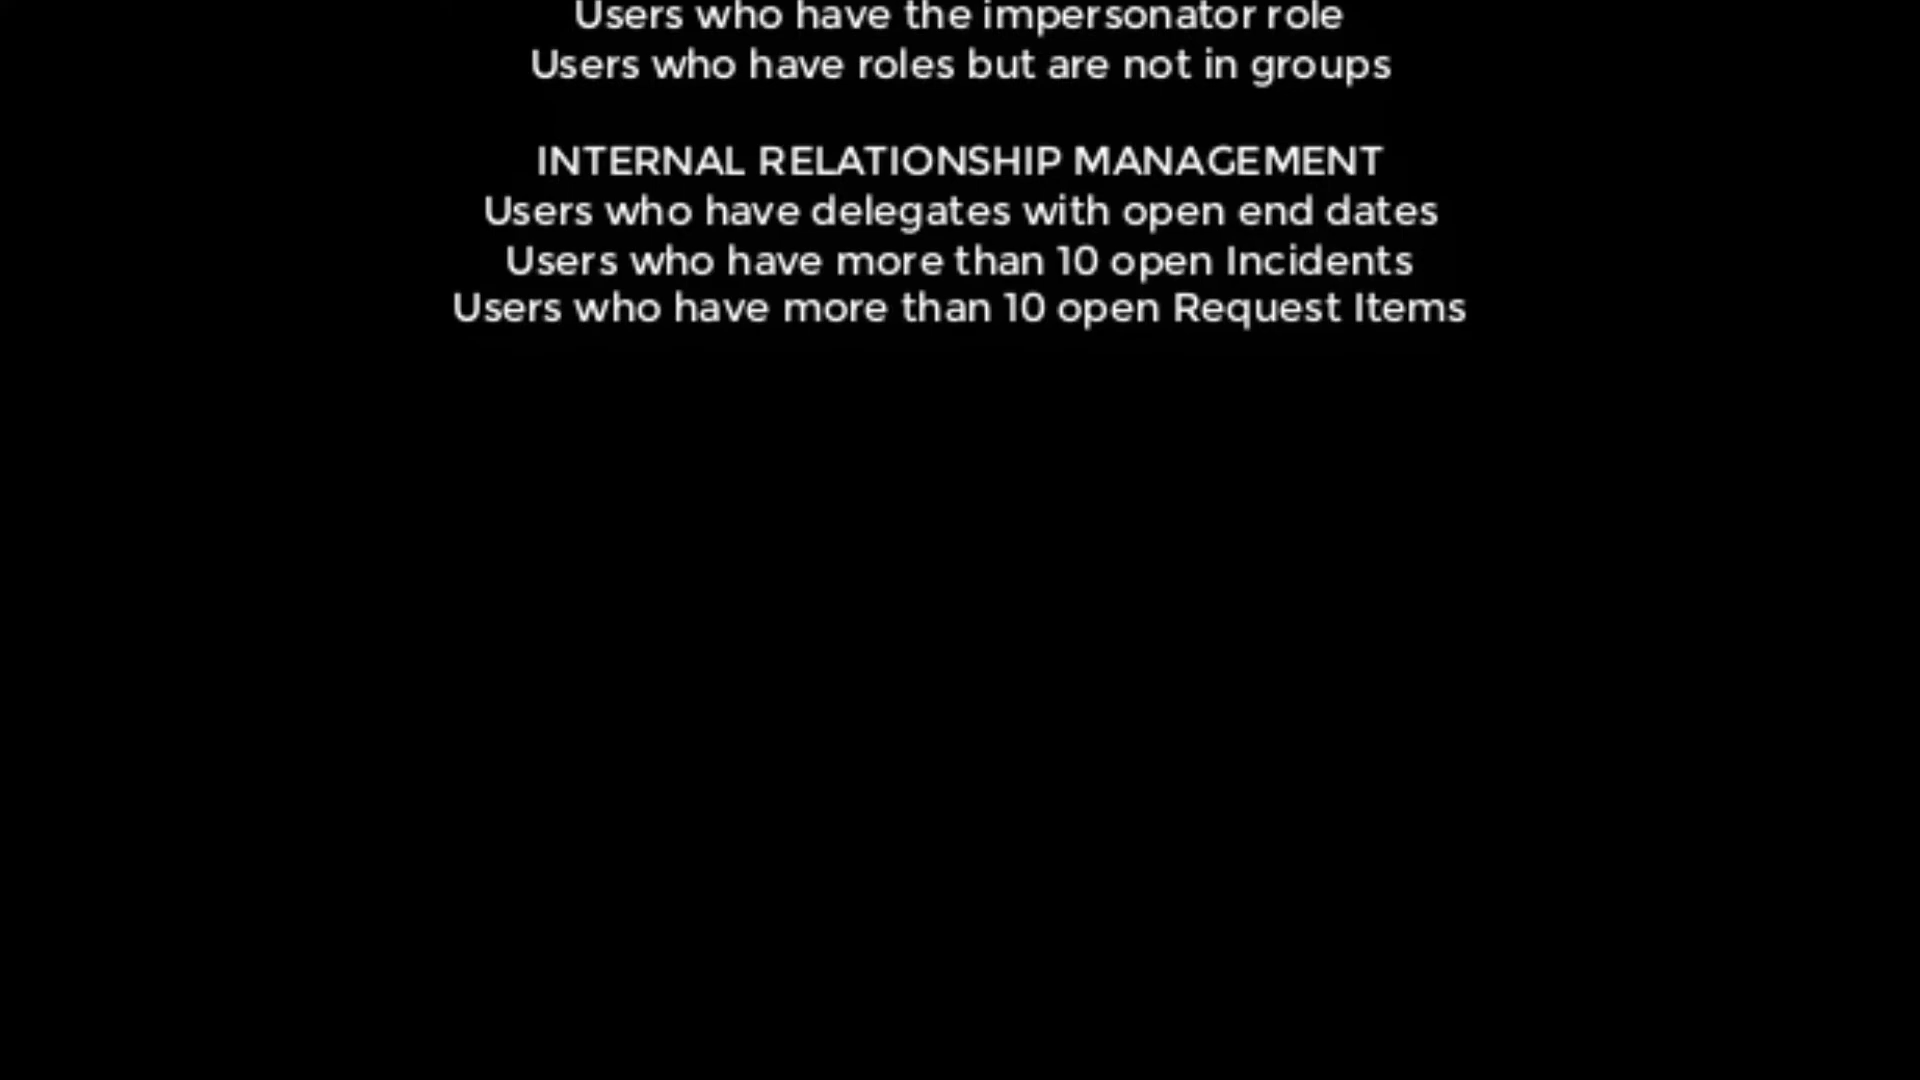 Users who have the impersonator role
Users who have roles but are not in groups
INTERNAL RELATIONSHIP MANAGEMENT
Users who have delegates with open end dates
Users who have more than 10 open Incidents
Users who have more than 10 open Request Items